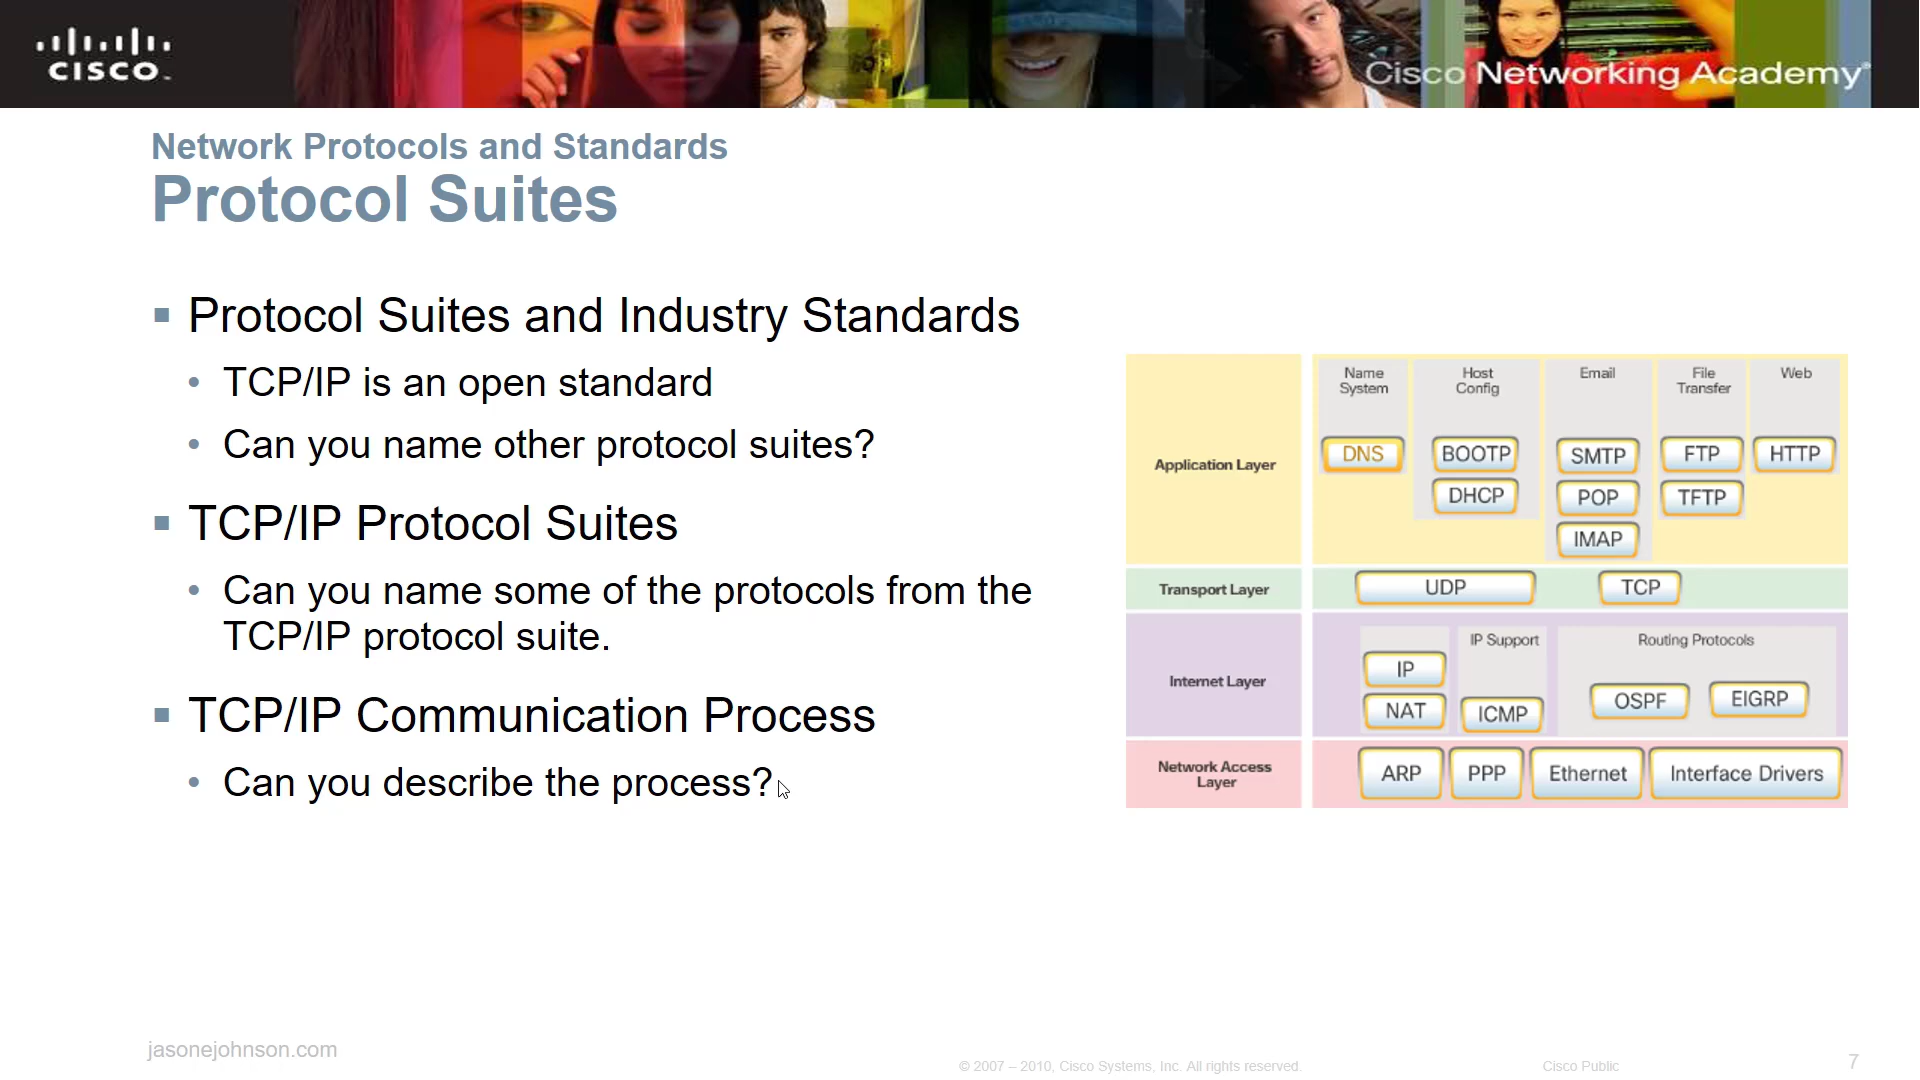 CISCO
Cisco Networking Academy®
Network Protocols and Standards
Protocol Suites
▪ Protocol Suites and Industry Standards
• TCP/IP is an open standard
• Can you name other protocol suites?
▪ TCP/IP Protocol Suites
• Can you name some of the protocols from the
TCP/IP protocol suite.
▪ TCP/IP Communication Process
• Can you describe the process?
Application Layer
Name
System
DNS
Host
Config
BOOTP
DHCP
Email
SMTP
POP
IMAP
File
Transfer
FTP
TFTP
Web
HTTP
Transport Layer
UDP
TCP
Internet Layer
IP
NAT
IP Support
ICMP
Routing Protocols
OSPF
EIGRP
Network Access
Layer
ARP
PPP
Ethernet
Interface Drivers
jasonejohnson.com
© 2007 – 2010, Cisco Systems, Inc. All rights reserved.
Cisco Public
7